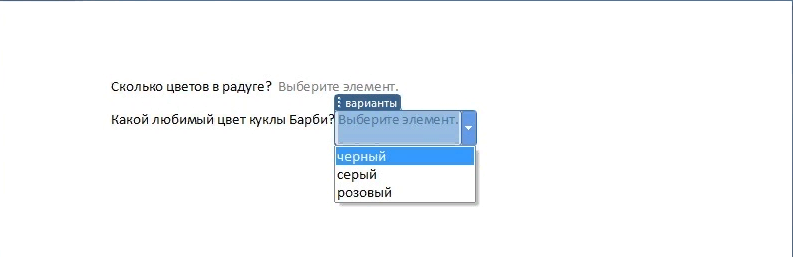 Сколько цветов в радуге? Выберите элемент.
варианты
Какой любимый цвет куклы Барби? Выберите элемент.
черный
серый
розовый